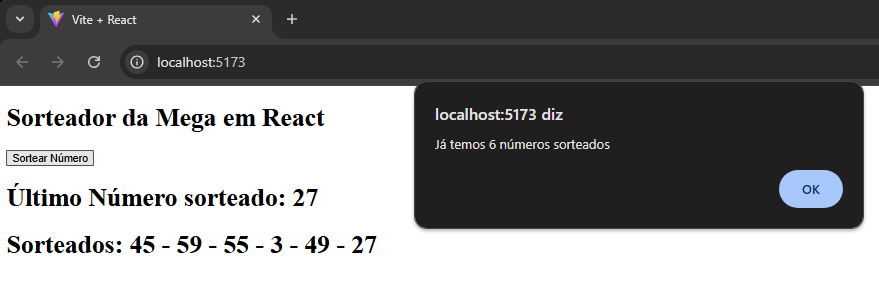 Vite + React
localhost:5173
Sorteador da Mega em React
Sortear Número
Último Número sorteado: 27
Sorteados: 45 - 59 - 55 - 3 - 49 - 27
localhost:5173 diz
Já temos 6 números sorteados
OK